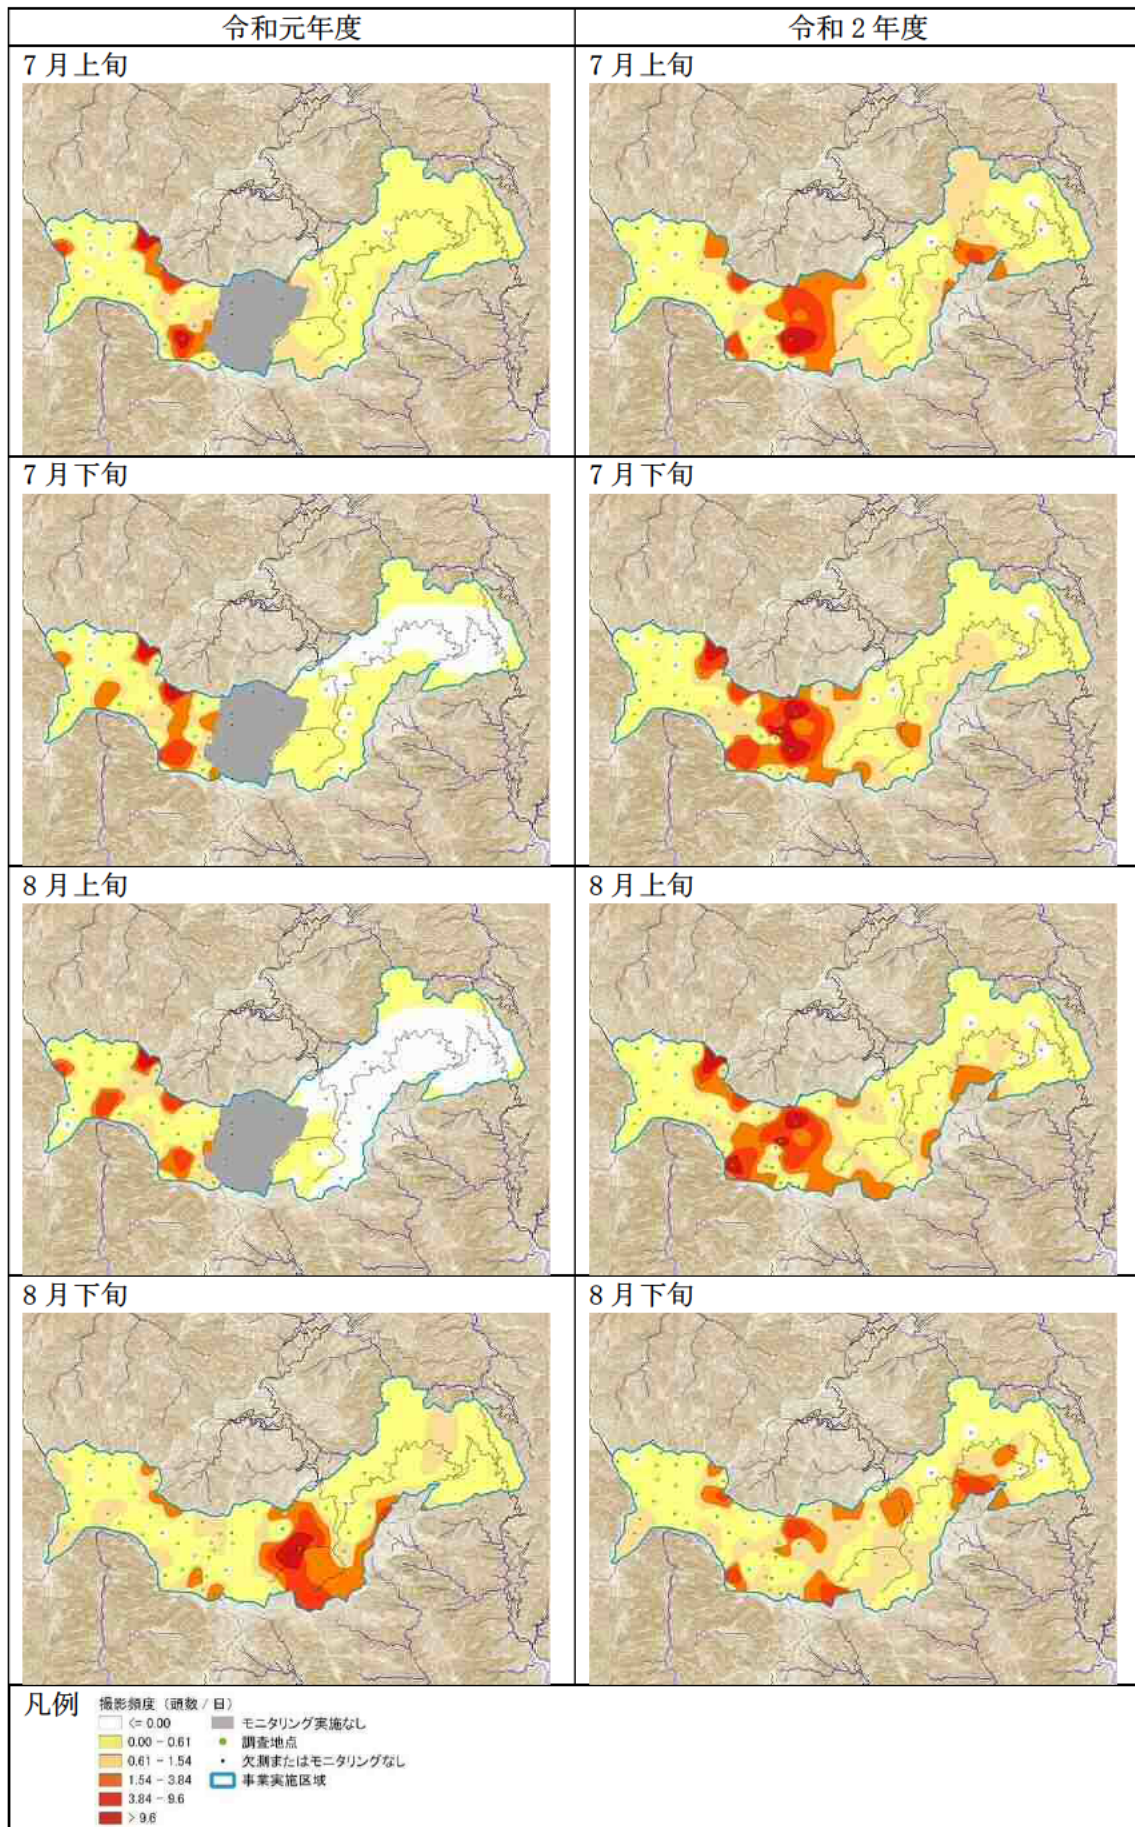 令和元年度
令和2年度
7月上旬
7月上旬
7月下旬
7月下旬
8月上旬
8月上旬
8月下旬
8月下旬
凡例
撮影頻度（頭数／日）
<= 0.00
0.00 - 0.61
0.61 - 1.54
1.54 - 3.84
3.84 - 9.6
> 9.6
モニタリング実施なし
調査地点
欠測またはモニタリングなし
事業実施区域